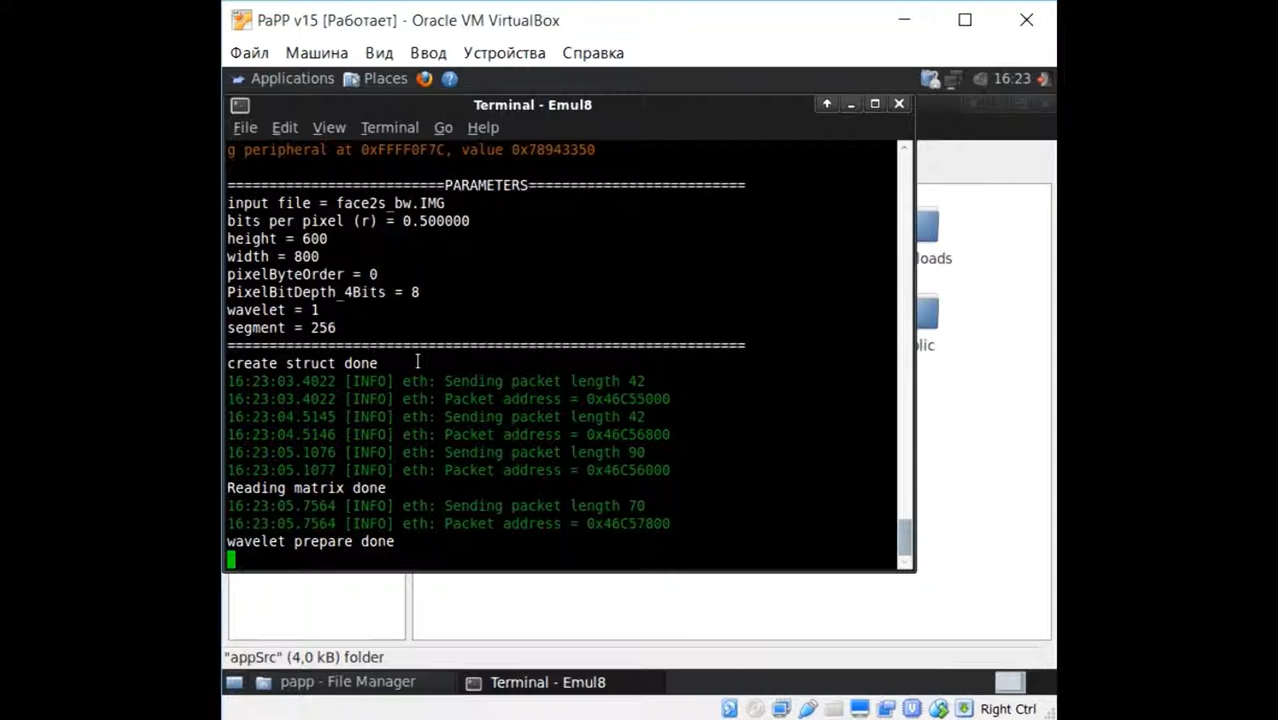 PaPP v15 [Работает] - Oracle VM VirtualBox
Файл Машина Вид Ввод Устройства Справка
Applications Places 16:23
Terminal - Emul8
File Edit View Terminal Go Help
g peripheral at 0xFFFF0F7C, value 0x78943350
==========================PARAMETERS==========================
input file = face2s_bw.IMG
bits per pixel (r) = 0.500000
height = 600
width = 800
pixelByteOrder = 0
PixelBitDepth_4Bits = 8
wavelet = 1
segment = 256
==============================================================
create struct done
16:23:03.4022 [INFO] eth: Sending packet length 42
16:23:03.4022 [INFO] eth: Packet address = 0x46C55000
16:23:04.5145 [INFO] eth: Sending packet length 42
16:23:04.5146 [INFO] eth: Packet address = 0x46C56800
16:23:05.1076 [INFO] eth: Sending packet length 90
16:23:05.1077 [INFO] eth: Packet address = 0x46C56000
Reading matrix done
16:23:05.7564 [INFO] eth: Sending packet length 70
16:23:05.7564 [INFO] eth: Packet address = 0x46C57800
wavelet prepare done
loads
olic
"appSrc" (4,0 kB) folder
papp - File Manager Terminal - Emul8
Right Ctrl